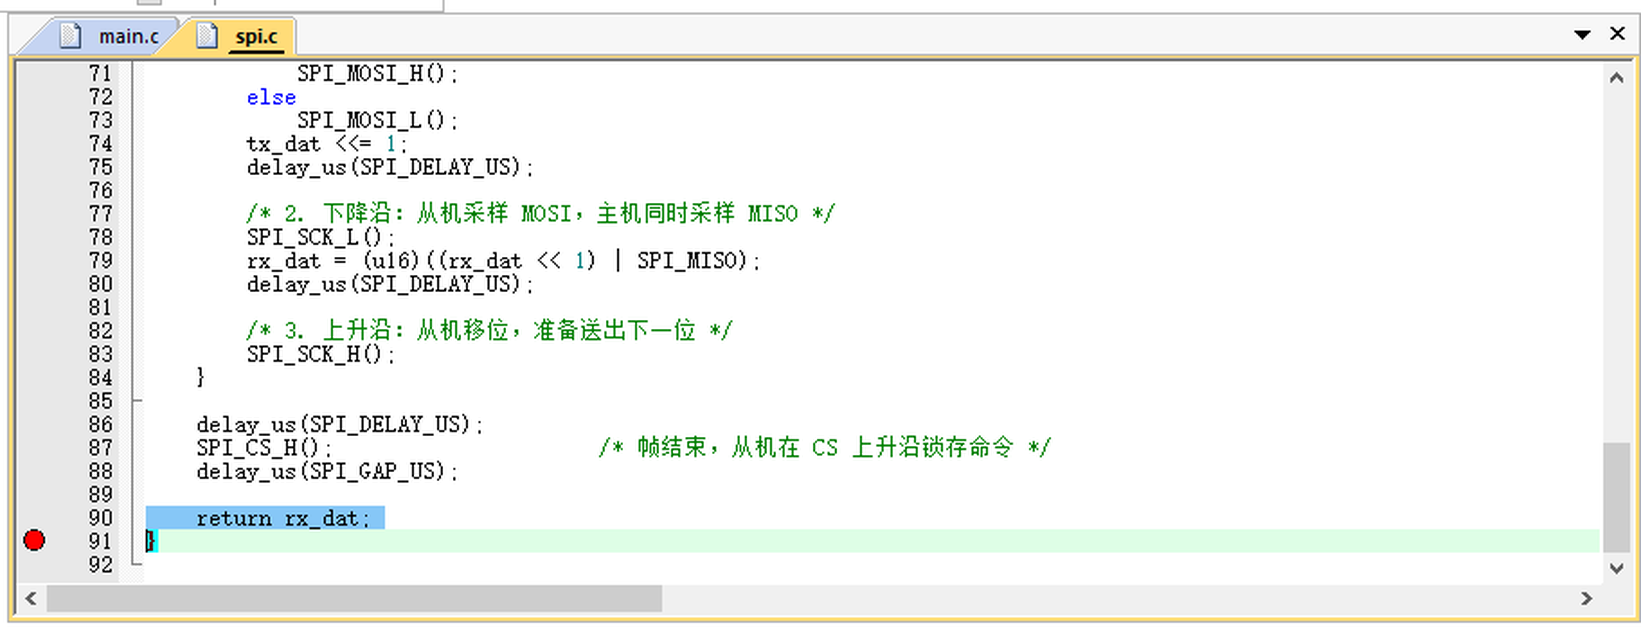 main.c spi.c
71 SPI_MOSI_H();
72 else
73 SPI_MOSI_L();
74 tx_dat <<= 1;
75 delay_us(SPI_DELAY_US);
76
77 /* 2. 下降沿：从机采样 MOSI，主机同时采样 MISO */
78 SPI_SCK_L();
79 rx_dat = (u16)((rx_dat << 1) | SPI_MISO);
80 delay_us(SPI_DELAY_US);
81
82 /* 3. 上升沿：从机移位，准备送出下一位 */
83 SPI_SCK_H();
84 }
85
86 delay_us(SPI_DELAY_US);
87 SPI_CS_H(); /* 帧结束，从机在 CS 上升沿锁存命令 */
88 delay_us(SPI_GAP_US);
89
90 return rx_dat;
91 }
92